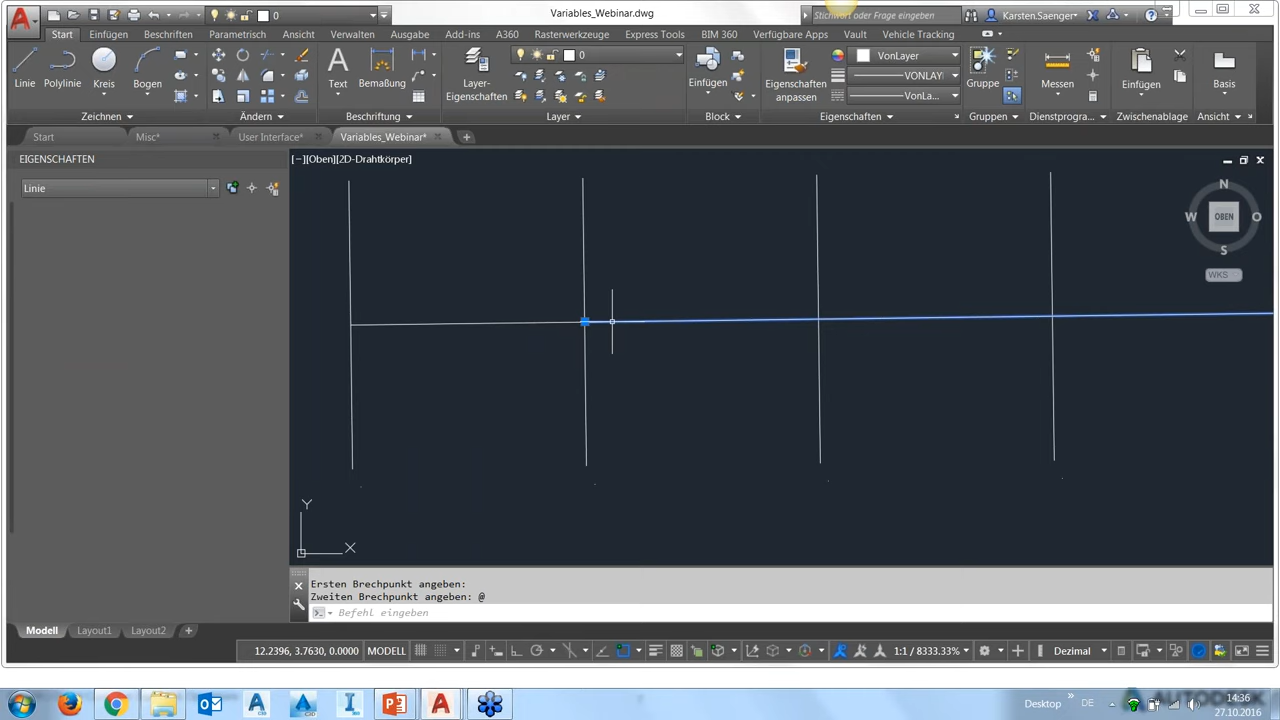 Variables_Webinar.dwg
Stichwort oder Frage eingeben
Karsten.Saenger
0
Start
Einfügen
Beschriften
Parametrisch
Ansicht
Verwalten
Ausgabe
Add-ins
A360
Rasterwerkzeuge
Express Tools
BIM 360
Verfügbare Apps
Vault
Vehicle Tracking
Linie
Polylinie
Kreis
Bogen
Text
Bemaßung
Layer-
Eigenschaften
0
Einfügen
Eigenschaften
anpassen
VonLayer
VONLAY
VonLa...
Gruppe
Messen
Einfügen
Basis
Zeichnen
Ändern
Beschriftung
Layer
Block
Eigenschaften
Gruppen
Dienstprogra...
Zwischenablage
Ansicht
Start
Misc*
User Interface*
Variables_Webinar*
EIGENSCHAFTEN
Linie
[−][Oben][2D-Drahtkörper]
N
W
OBEN
O
S
WKS
Y
X
Ersten Brechpunkt angeben:
Zweiten Brechpunkt angeben: @
Befehl eingeben
Modell
Layout1
Layout2
12.2396, 3.7630, 0.0000
MODELL
1:1 / 8333.33%
Dezimal
Desktop
DE
14:36
27.10.2016
AUTODESK